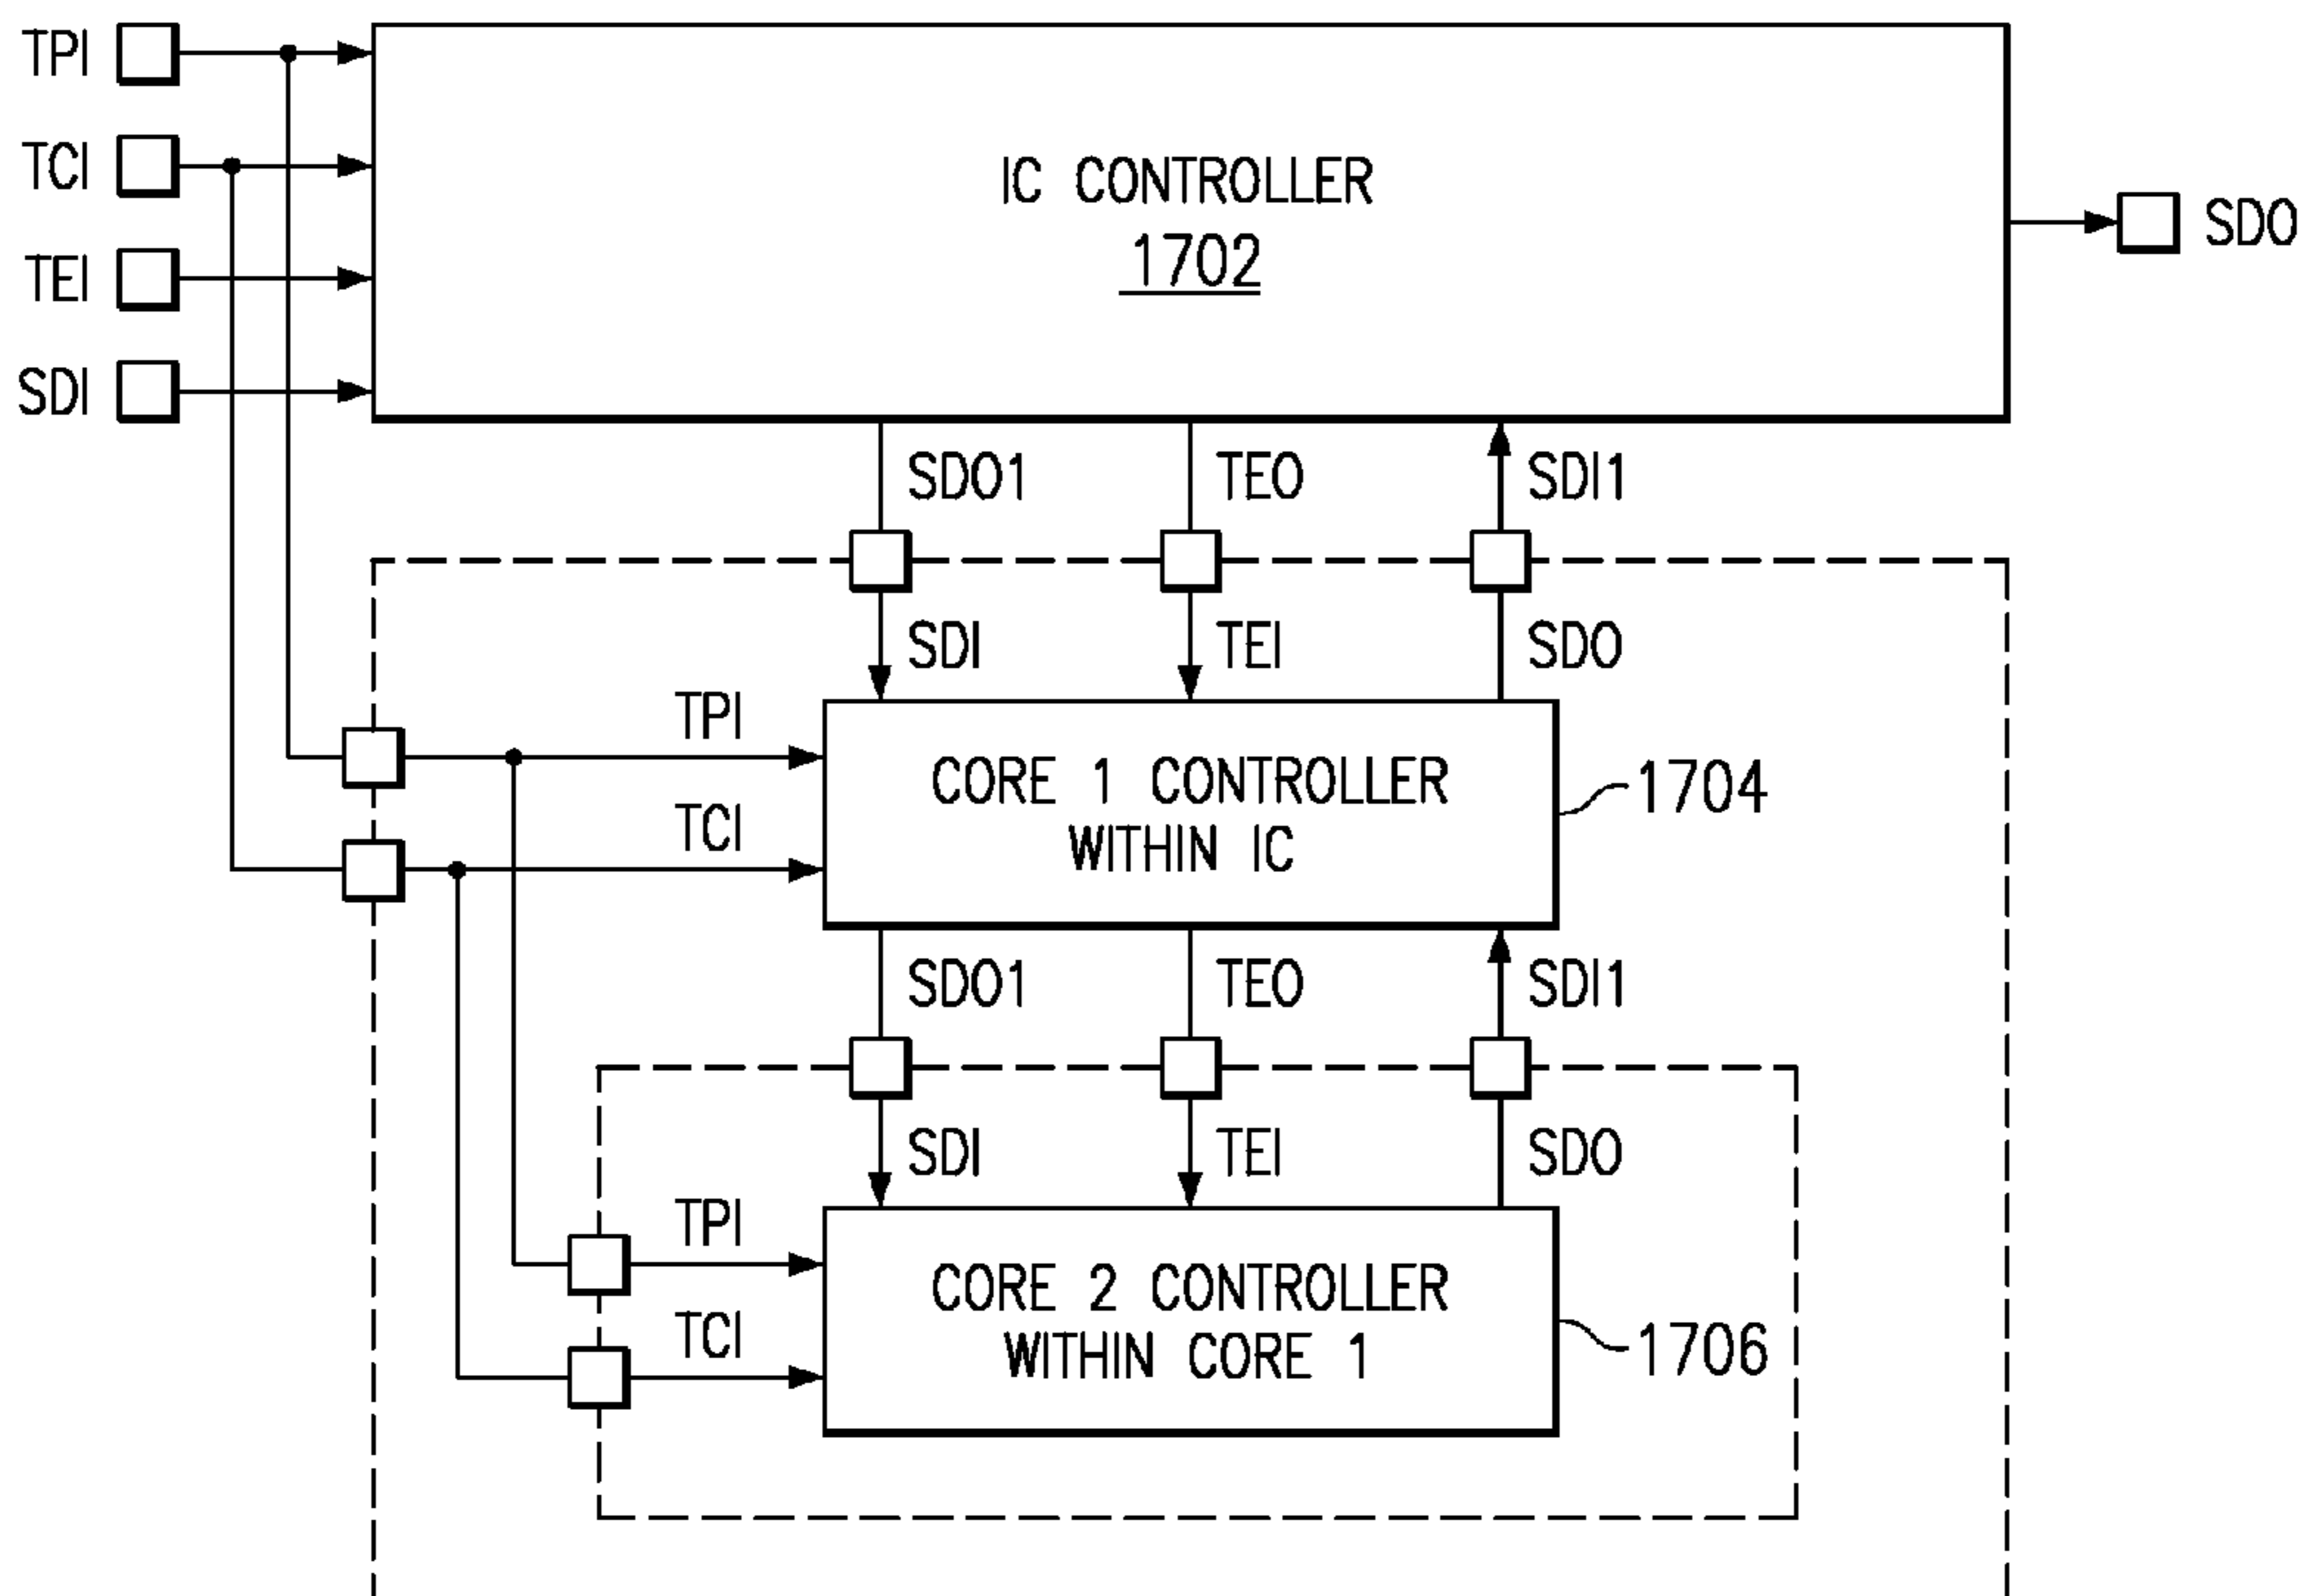 TPI
TCI
TEI
SDI
IC CONTROLLER
1702
SDO
SDO1
TEO
SDI1
SDI
TEI
SDO
TPI
TCI
CORE 1 CONTROLLER
WITHIN IC
1704
SDO1
TEO
SDI1
SDI
TEI
SDO
TPI
TCI
CORE 2 CONTROLLER
WITHIN CORE 1
1706